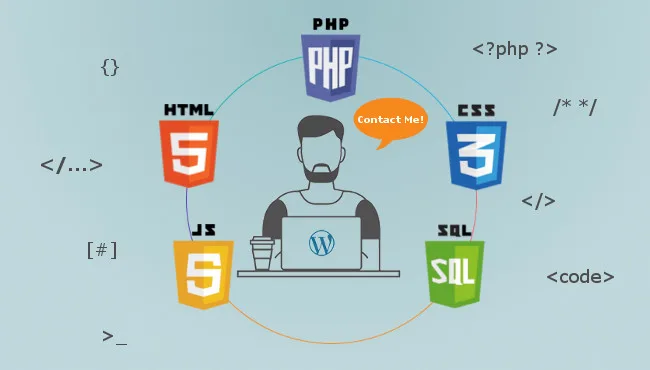 PHP
PHP
<?php ?>
{}
HTML
5
Contact Me!
CSS
3
/* */
</...>
</>
JS
5
W
SQL
SQL
[#]
<code>
>_